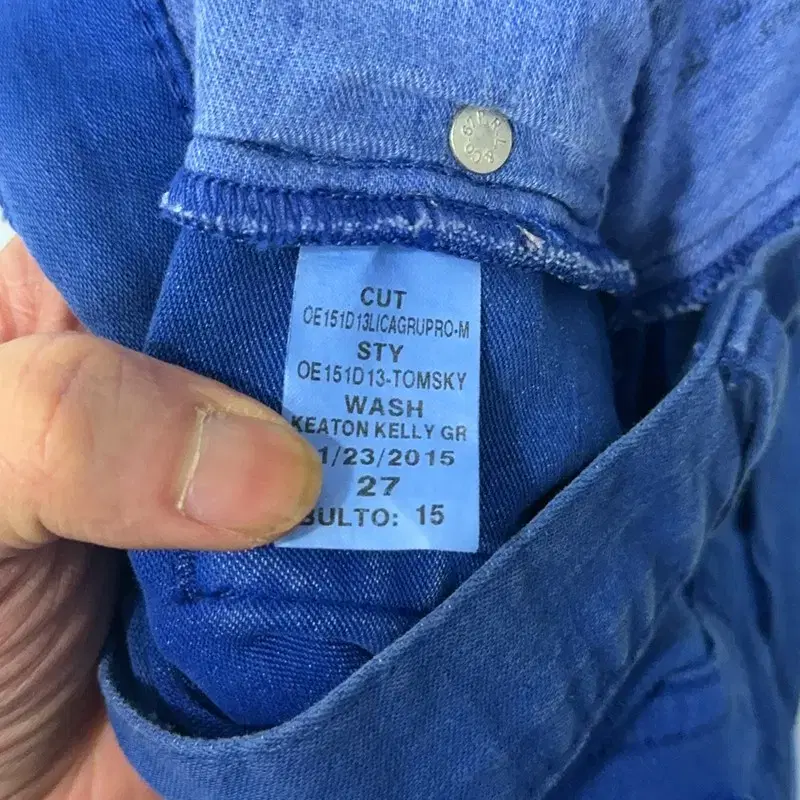 CUT
OE151D13LICAGRUPRO-M
STY
OE151D13-TOMSKY
WASH
KEATON KELLY GR
1/23/2015
27
BULTO: 15